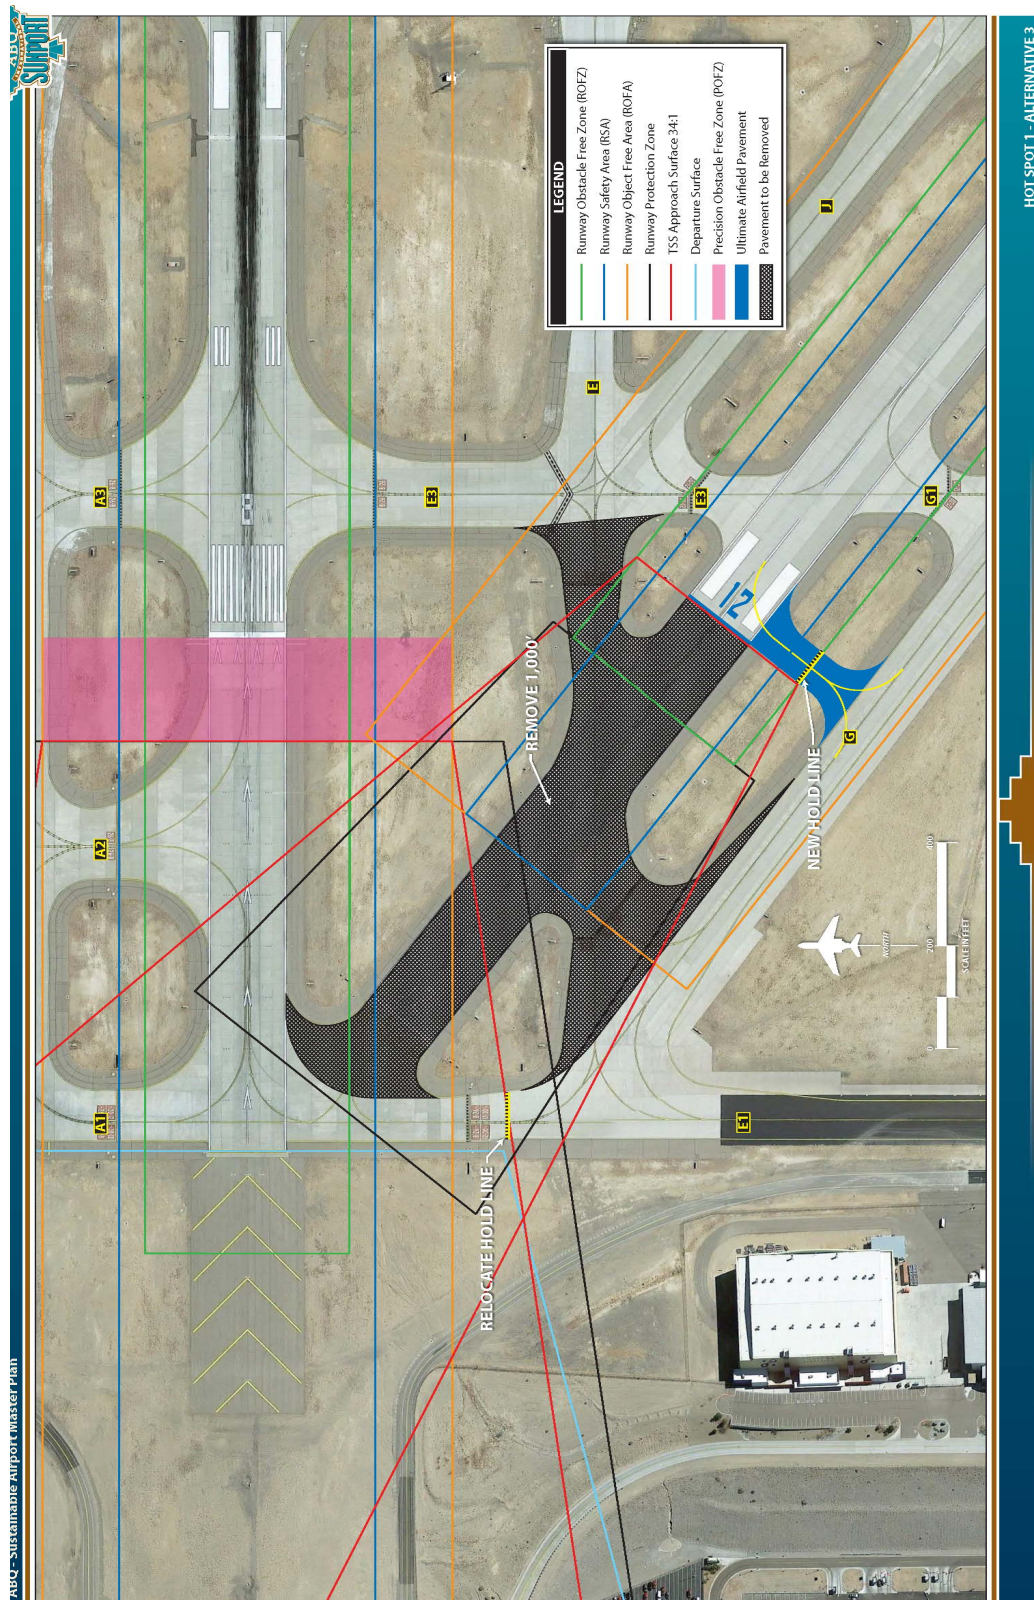 ABQ - Sustainable Airport Master Plan
ABQ
SUNPORT
LEGEND
Runway Obstacle Free Zone (ROFZ)
Runway Safety Area (RSA)
Runway Object Free Area (ROFA)
Runway Protection Zone
TSS Approach Surface 34:1
Departure Surface
Precision Obstacle Free Zone (POFZ)
Ultimate Airfield Pavement
Pavement to be Removed
A1
A2
A3
E3
E
J
E3
G1
12
REMOVE 1,000'
NEW HOLD LINE
G
RELOCATE HOLD LINE
E1
NORTH
0
200
400
SCALE IN FEET
HOT SPOT 1 - ALTERNATIVE 3